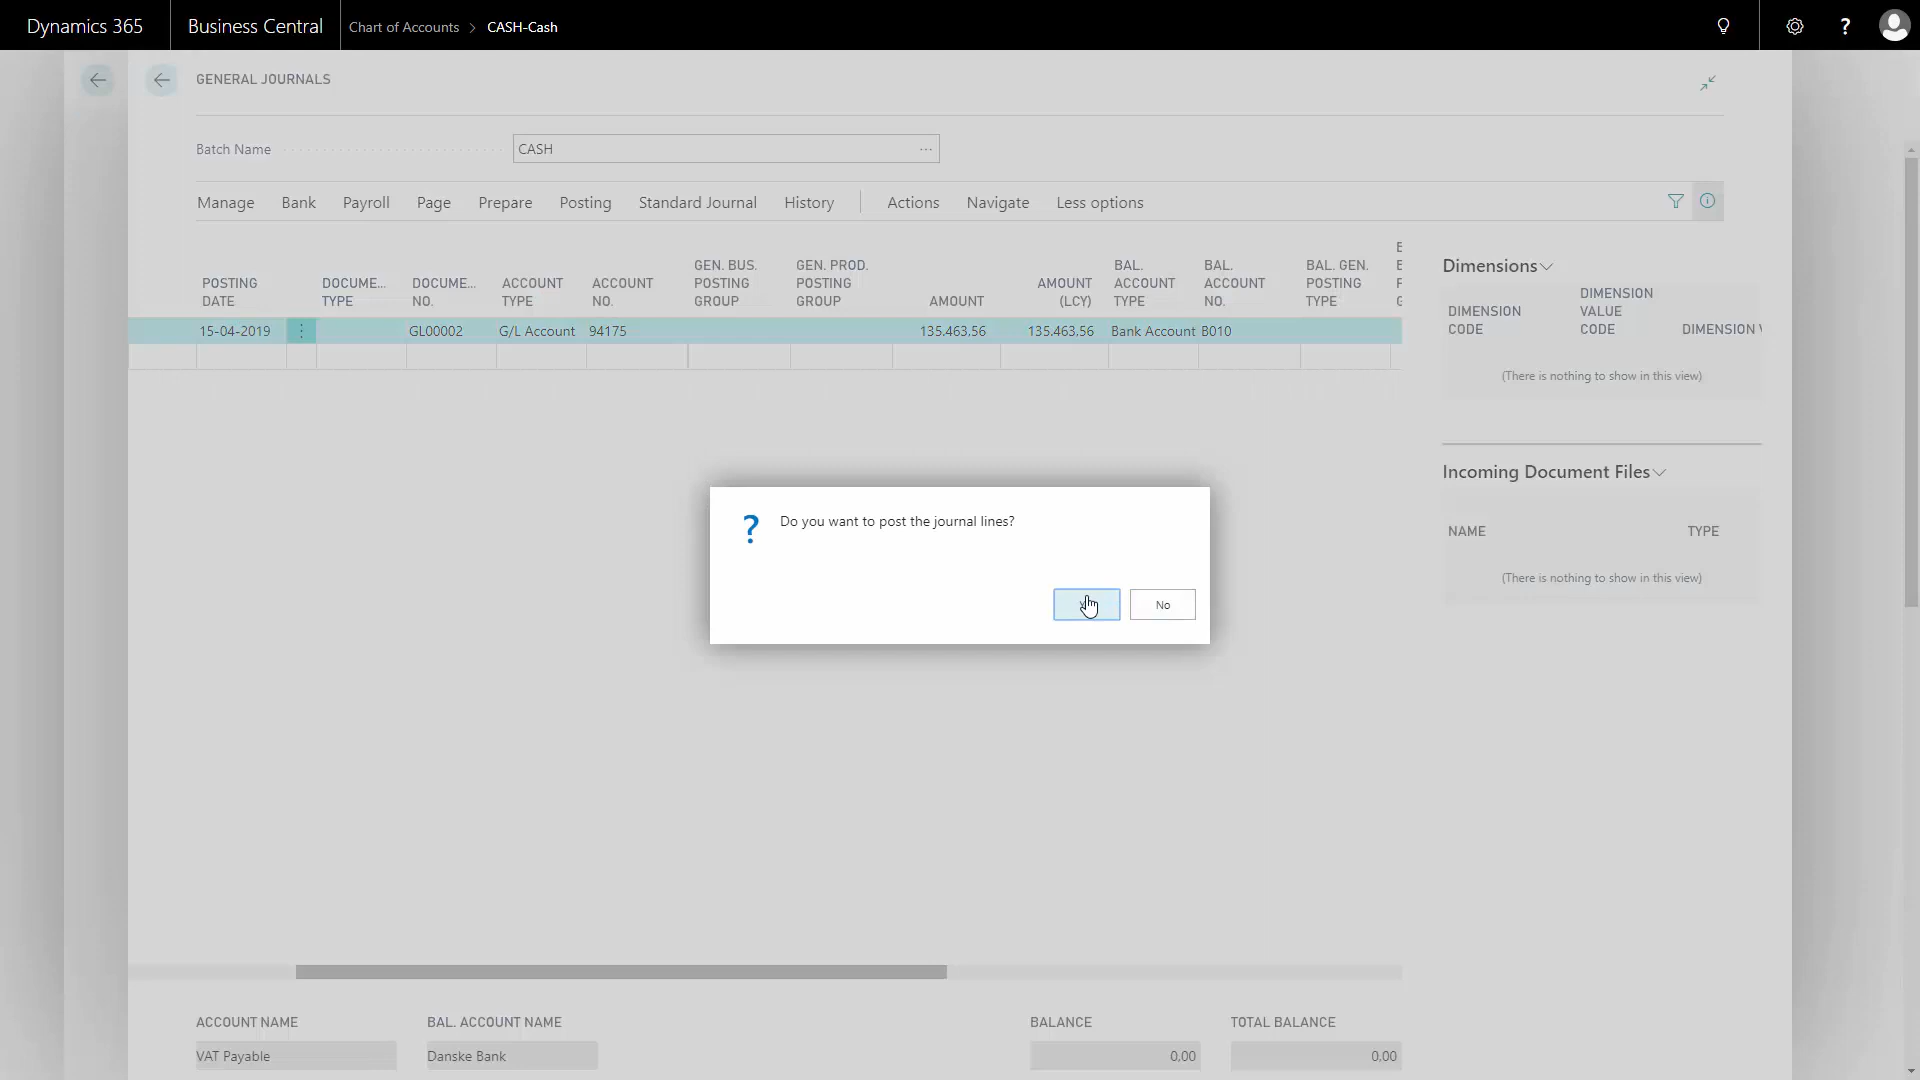 Dynamics 365
Business Central
Chart of Accounts > CASH-Cash
?
GENERAL JOURNALS
Batch Name
CASH
...
Manage Bank Payroll Page Prepare Posting Standard Journal History Actions Navigate Less options
POSTING DATE
DOCUME... TYPE
DOCUME... NO.
ACCOUNT TYPE
ACCOUNT NO.
GEN. BUS. POSTING GROUP
GEN. PROD. POSTING GROUP
AMOUNT
AMOUNT (LCY)
BAL. ACCOUNT TYPE
BAL. ACCOUNT NO.
BAL. GEN. POSTING TYPE
15-04-2019 GL00002 G/L Account 94175 135.463,56 135.463,56 Bank Account B010
Dimensions
DIMENSION CODE
DIMENSION VALUE CODE
DIMENSION
(There is nothing to show in this view)
Incoming Document Files
NAME TYPE
(There is nothing to show in this view)
? Do you want to post the journal lines?
No
ACCOUNT NAME BAL. ACCOUNT NAME BALANCE TOTAL BALANCE
VAT Payable Danske Bank 0,00 0,00